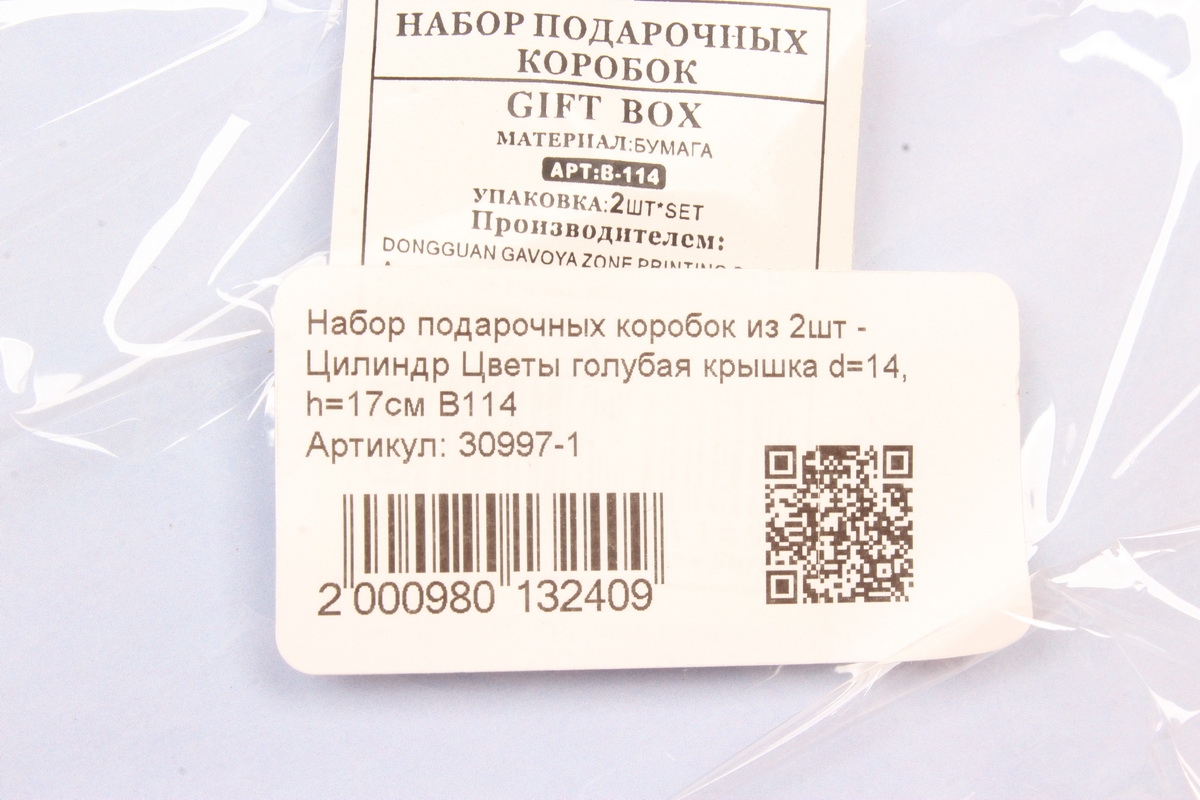 НАБОР ПОДАРОЧНЫХ
КОРОБОК
GIFT BOX
МАТЕРИАЛ:БУМАГА
АРТ:B-114
УПАКОВКА:2ШТ*SET
Производителем:
DONGGUAN GAVOYA ZONE PRINTING
Набор подарочных коробок из 2шт -
Цилиндр Цветы голубая крышка d=14,
h=17см B114
Артикул: 30997-1
2 000980 132409